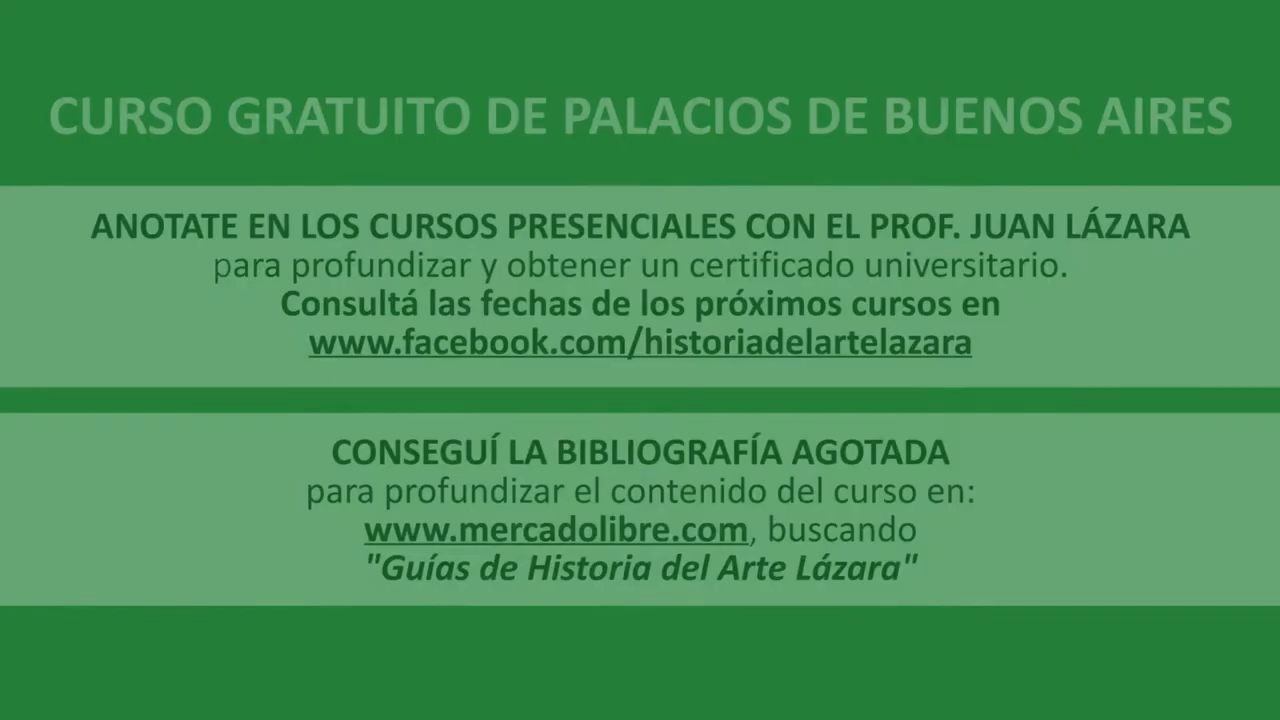 CURSO GRATUITO DE PALACIOS DE BUENOS AIRES
ANOTATE EN LOS CURSOS PRESENCIALES CON EL PROF. JUAN LÁZARA
para profundizar y obtener un certificado universitario.
Consultá las fechas de los próximos cursos en
www.facebook.com/historiadelartelazara
CONSEGUÍ LA BIBLIOGRAFÍA AGOTADA
para profundizar el contenido del curso en:
www.mercadolibre.com, buscando
"Guías de Historia del Arte Lázara"